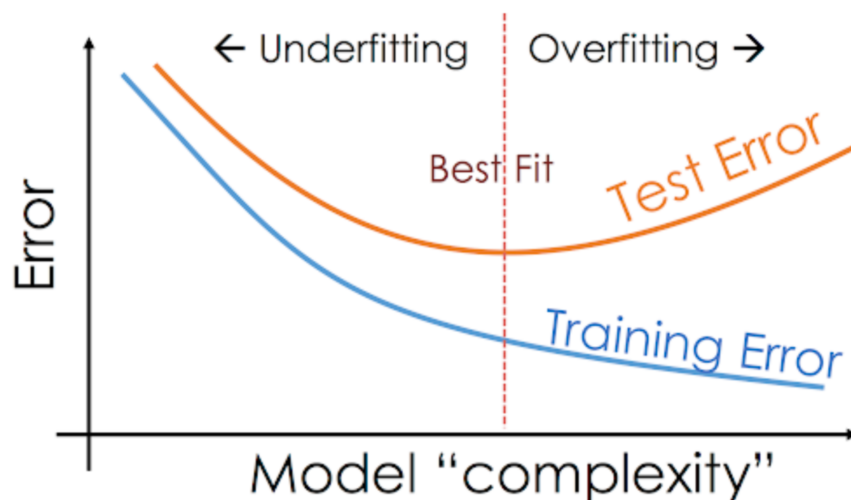 ← Underfitting
Overfitting →
Best Fit
Test Error
Error
Training Error
Model “complexity”